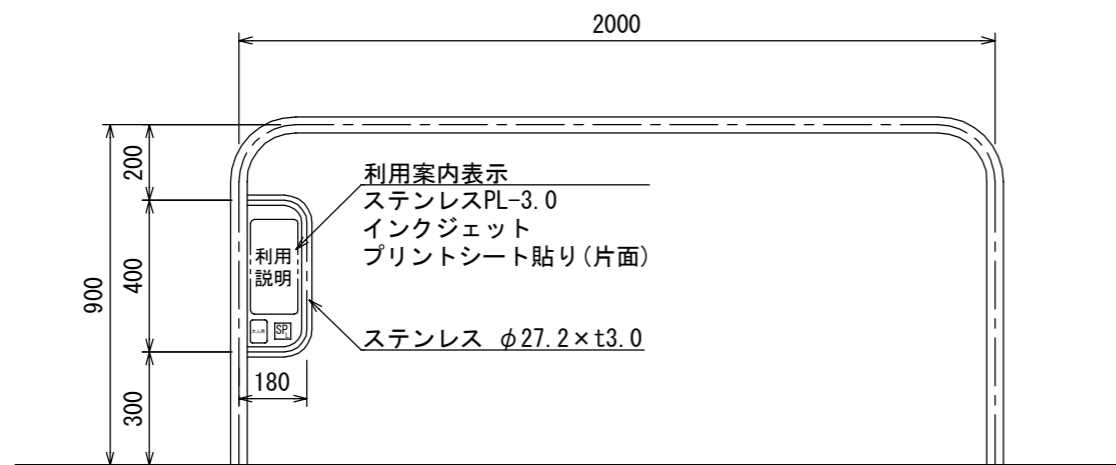 2000
200
利用案内表示
ステンレスPL-3.0
インクジェット
プリントシート貼り(片面)
900
400
利用
説明
SP
ステンレス φ27.2×t3.0
180
300